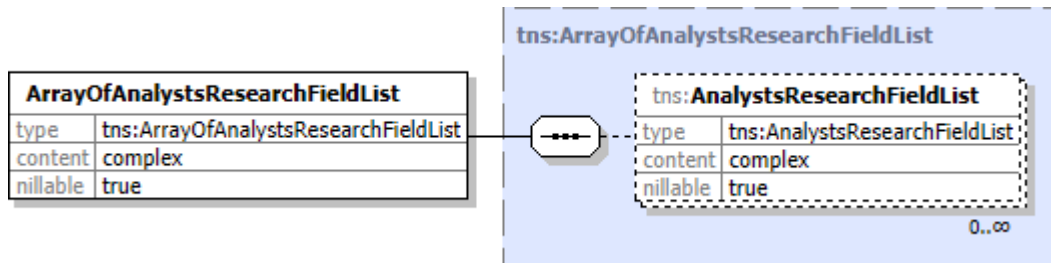 tns:ArrayOfAnalystsResearchFieldList
ArrayOfAnalystsResearchFieldList
type tns:ArrayOfAnalystsResearchFieldList
content complex
nillable true
tns:AnalystsResearchFieldList
type tns:AnalystsResearchFieldList
content complex
nillable true
0..∞